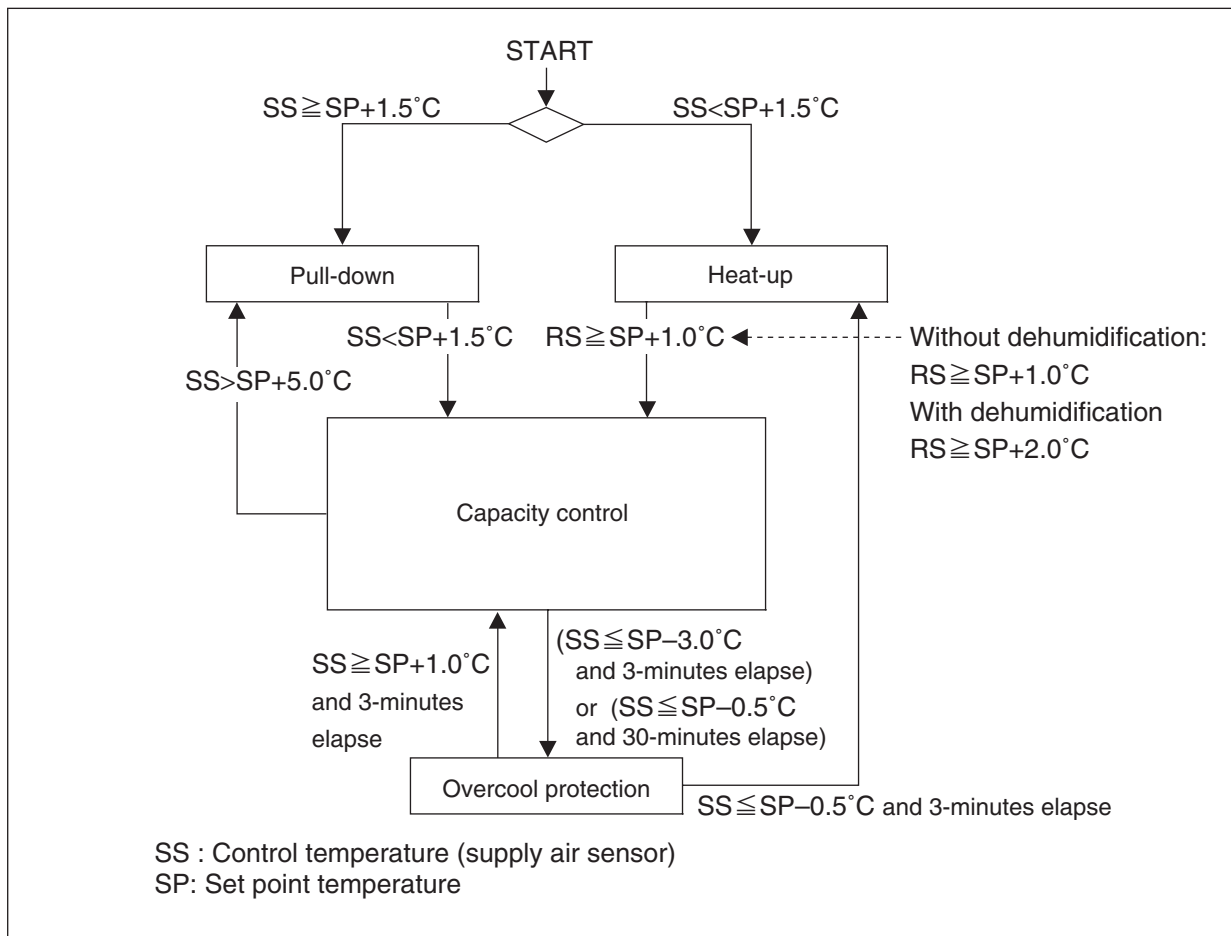 START
SS≧SP+1.5˚C
SS<SP+1.5˚C
Pull-down
Heat-up
SS<SP+1.5˚C
RS≧SP+1.0˚C
Without dehumidification:
RS≧SP+1.0˚C
With dehumidification
RS≧SP+2.0˚C
SS>SP+5.0˚C
Capacity control
SS≧SP+1.0˚C
and 3-minutes
elapse
(SS≦SP–3.0˚C
and 3-minutes elapse)
or (SS≦SP–0.5˚C
and 30-minutes elapse)
Overcool protection
SS≦SP–0.5˚C and 3-minutes elapse
SS : Control temperature (supply air sensor)
SP: Set point temperature